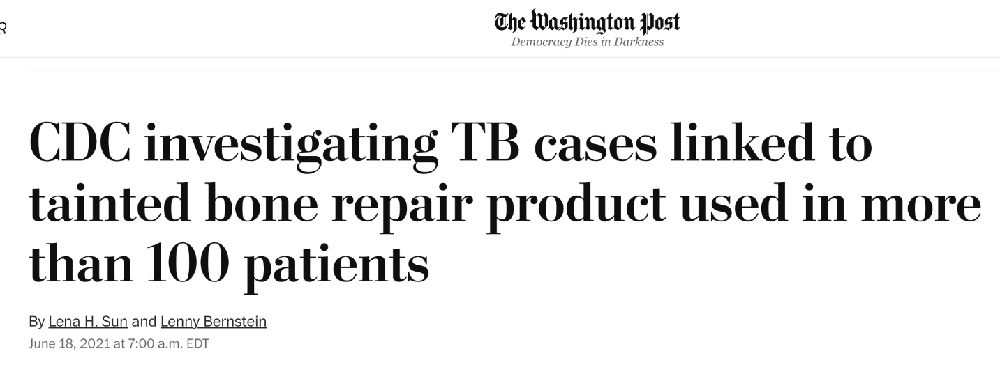 The Washington Post
Democracy Dies in Darkness
CDC investigating TB cases linked to
tainted bone repair product used in more
than 100 patients
By Lena H. Sun and Lenny Bernstein
June 18, 2021 at 7:00 a.m. EDT